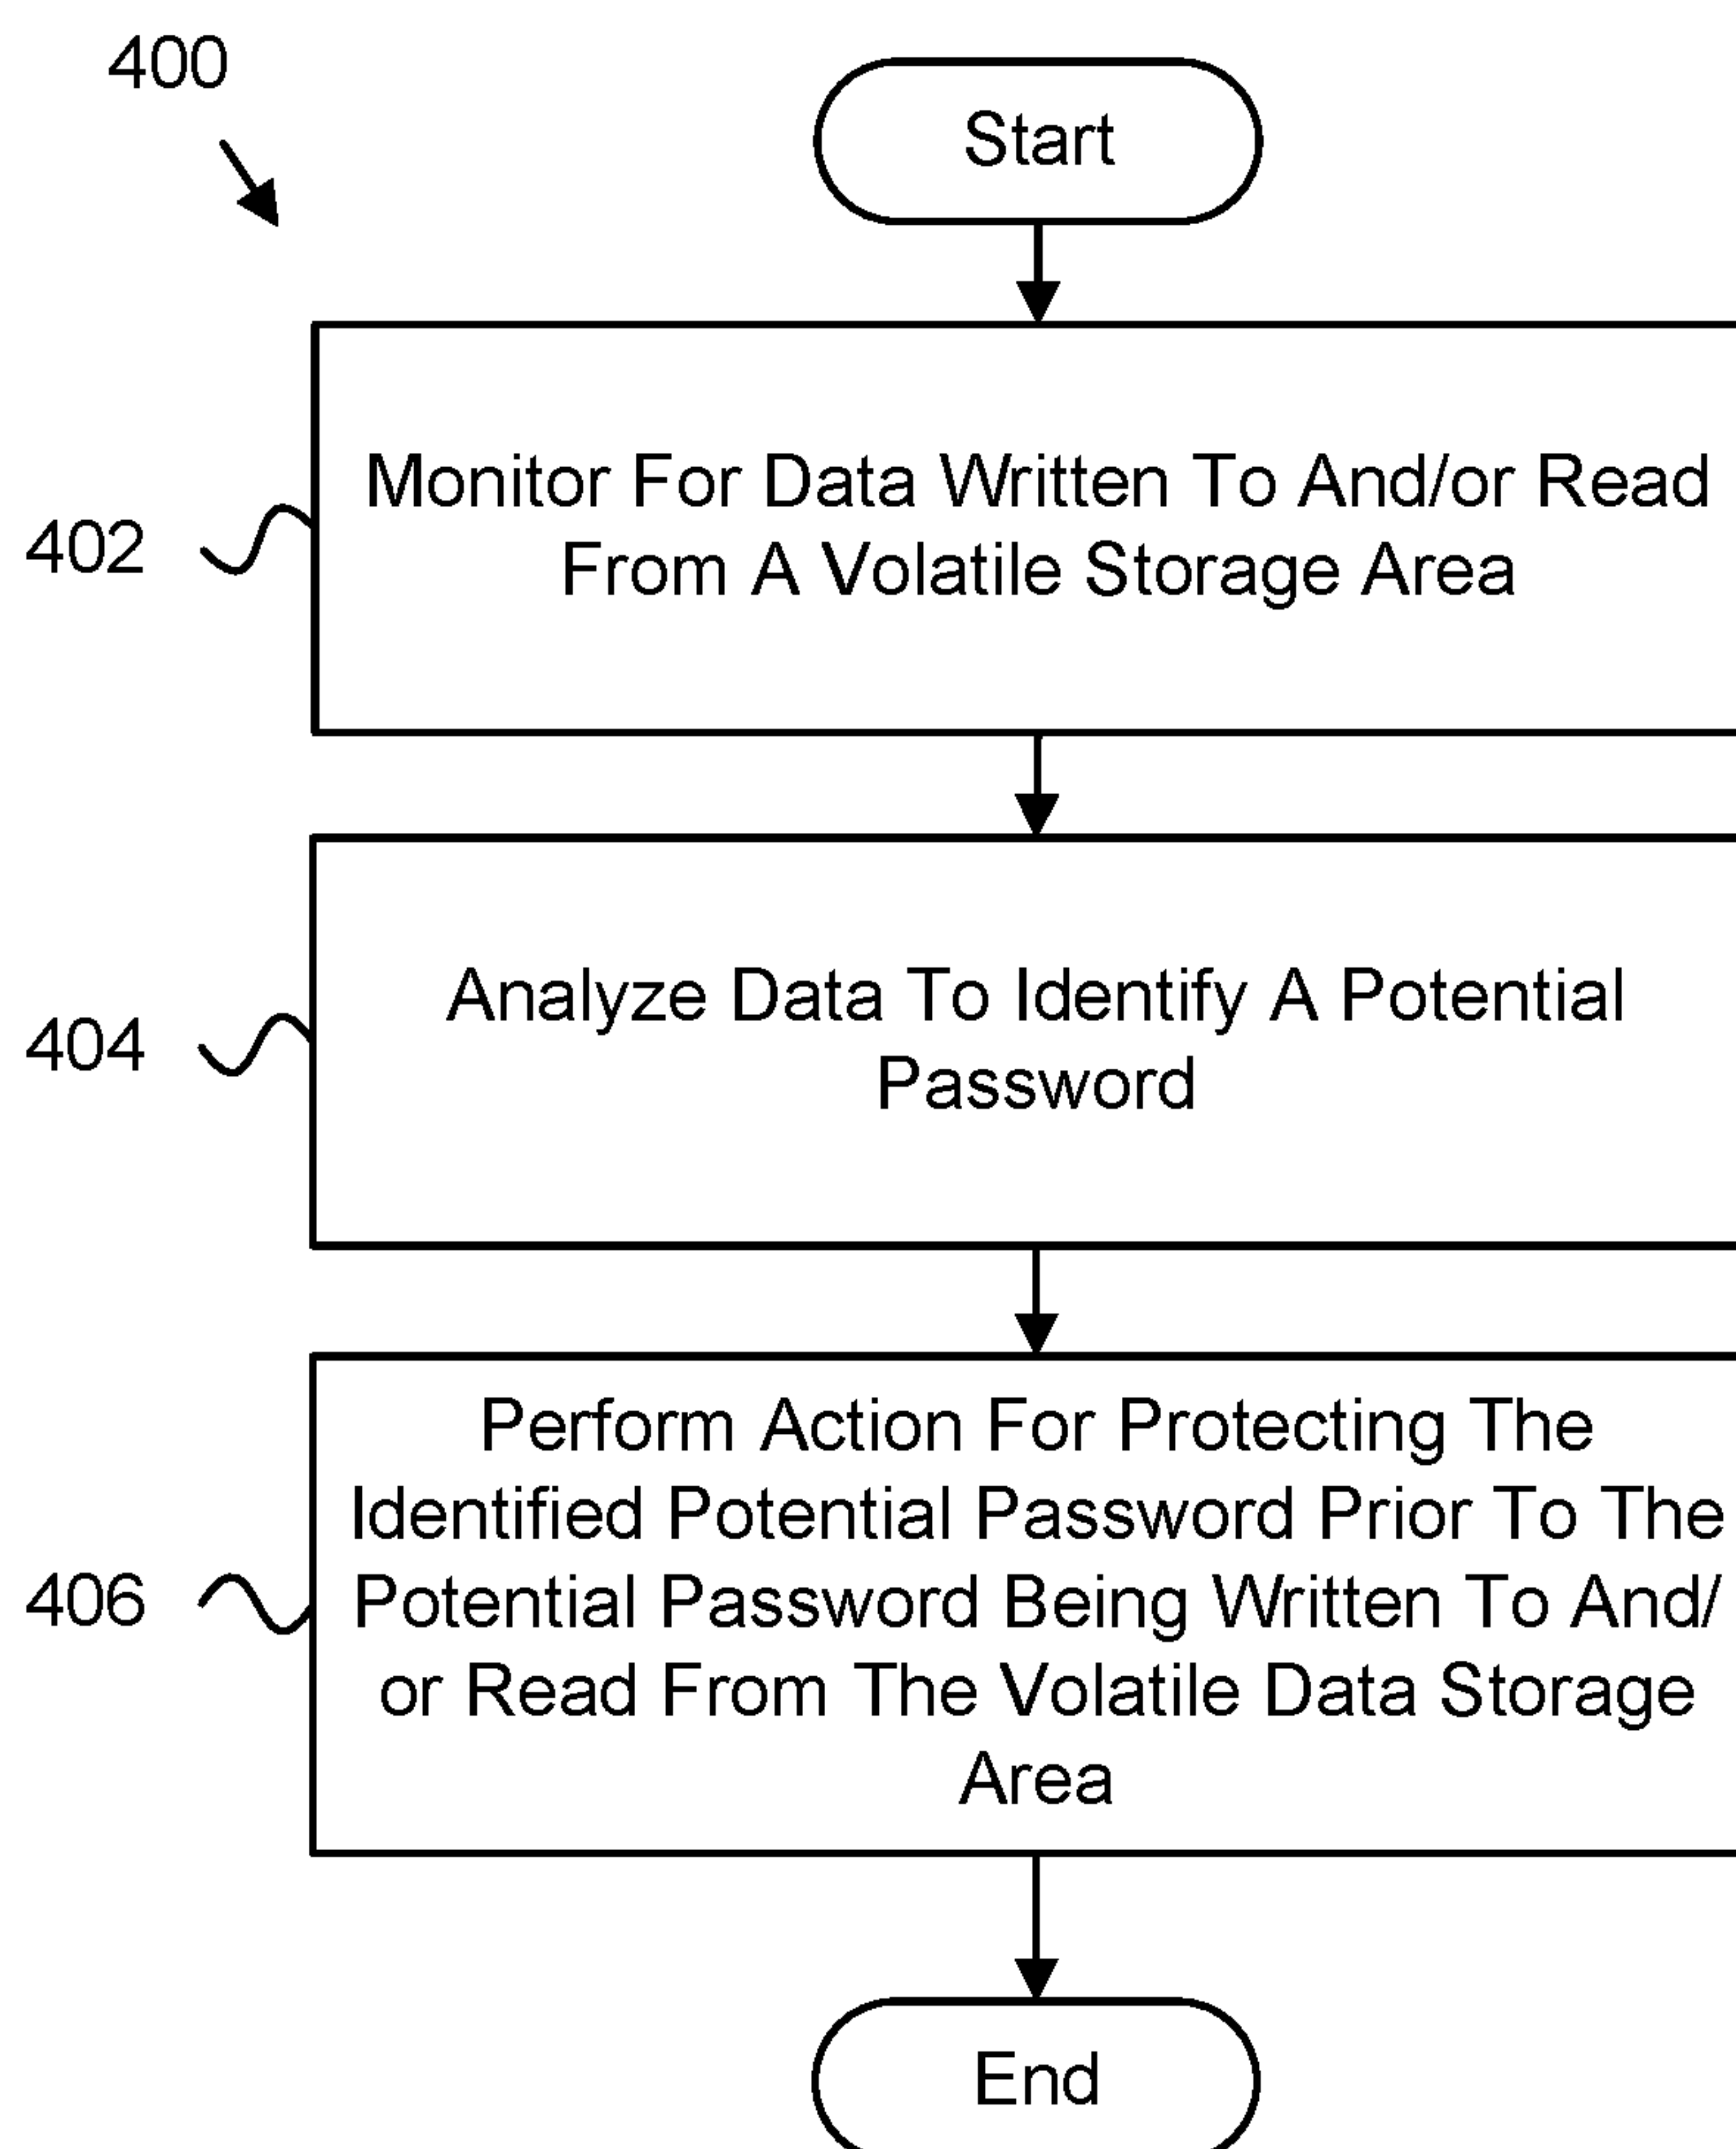 400
Start
Monitor For Data Written To And/or Read
From A Volatile Storage Area
402
Analyze Data To Identify A Potential
Password
404
Perform Action For Protecting The
Identified Potential Password Prior To The
Potential Password Being Written To And/
or Read From The Volatile Data Storage
Area
406
End